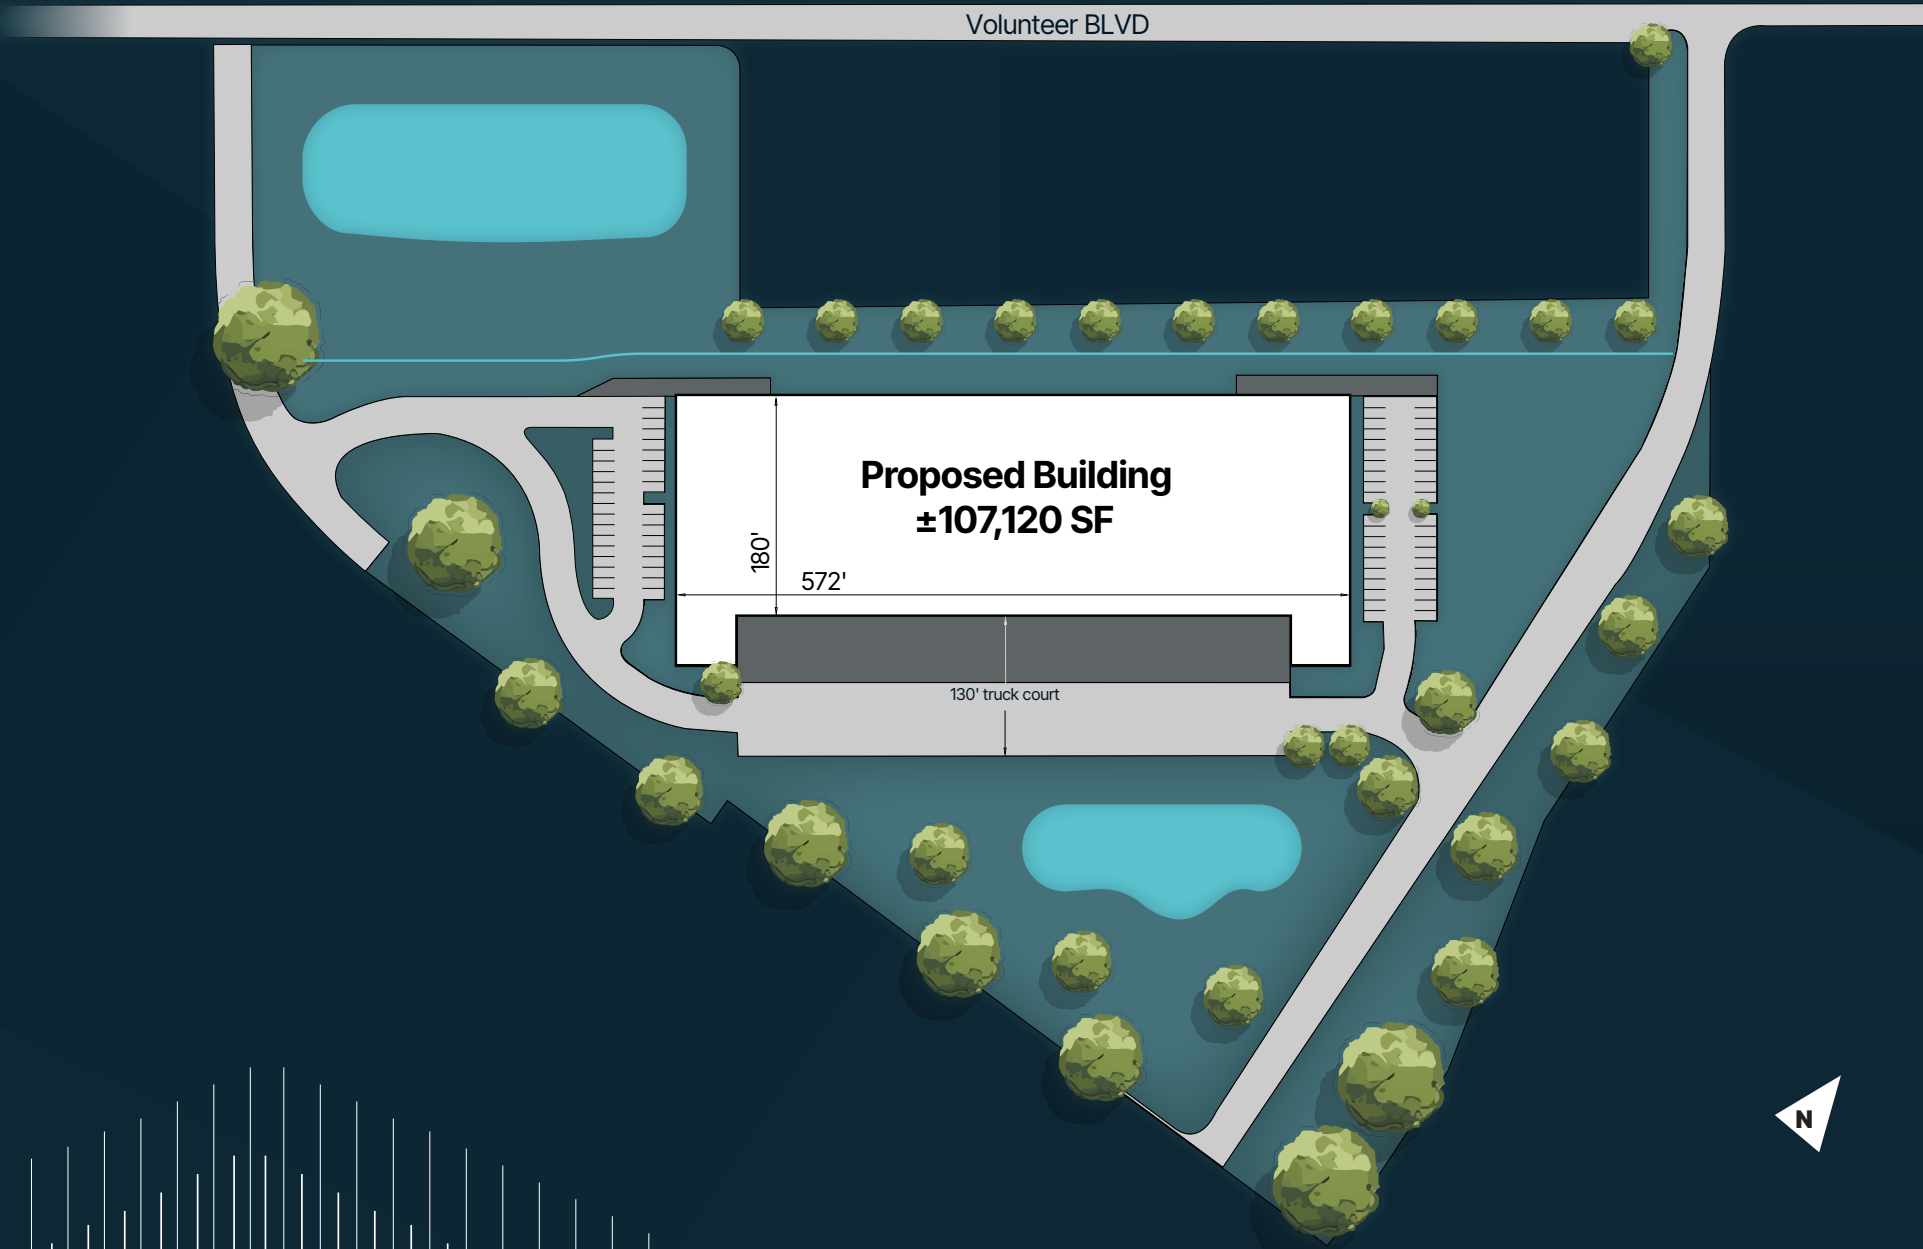 Volunteer BLVD
Proposed Building
±107,120 SF
180'
572'
130' truck court
N